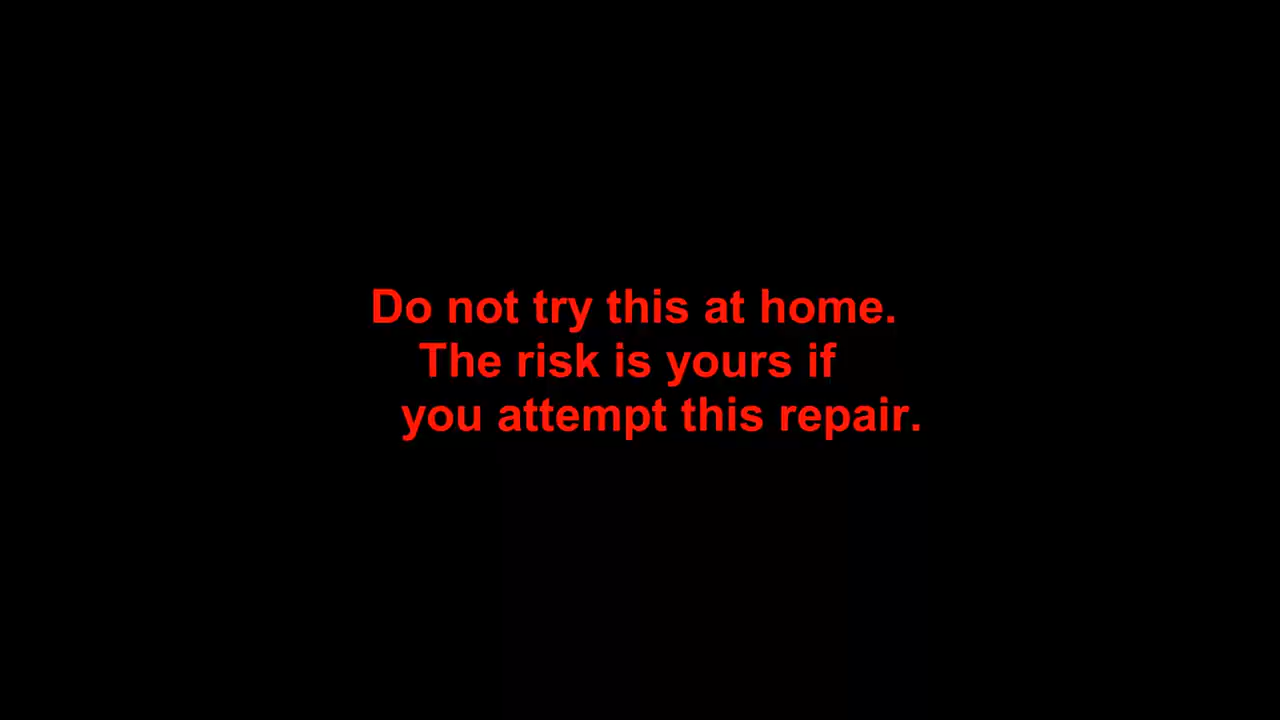 Do not try this at home.
The risk is yours if
you attempt this repair.